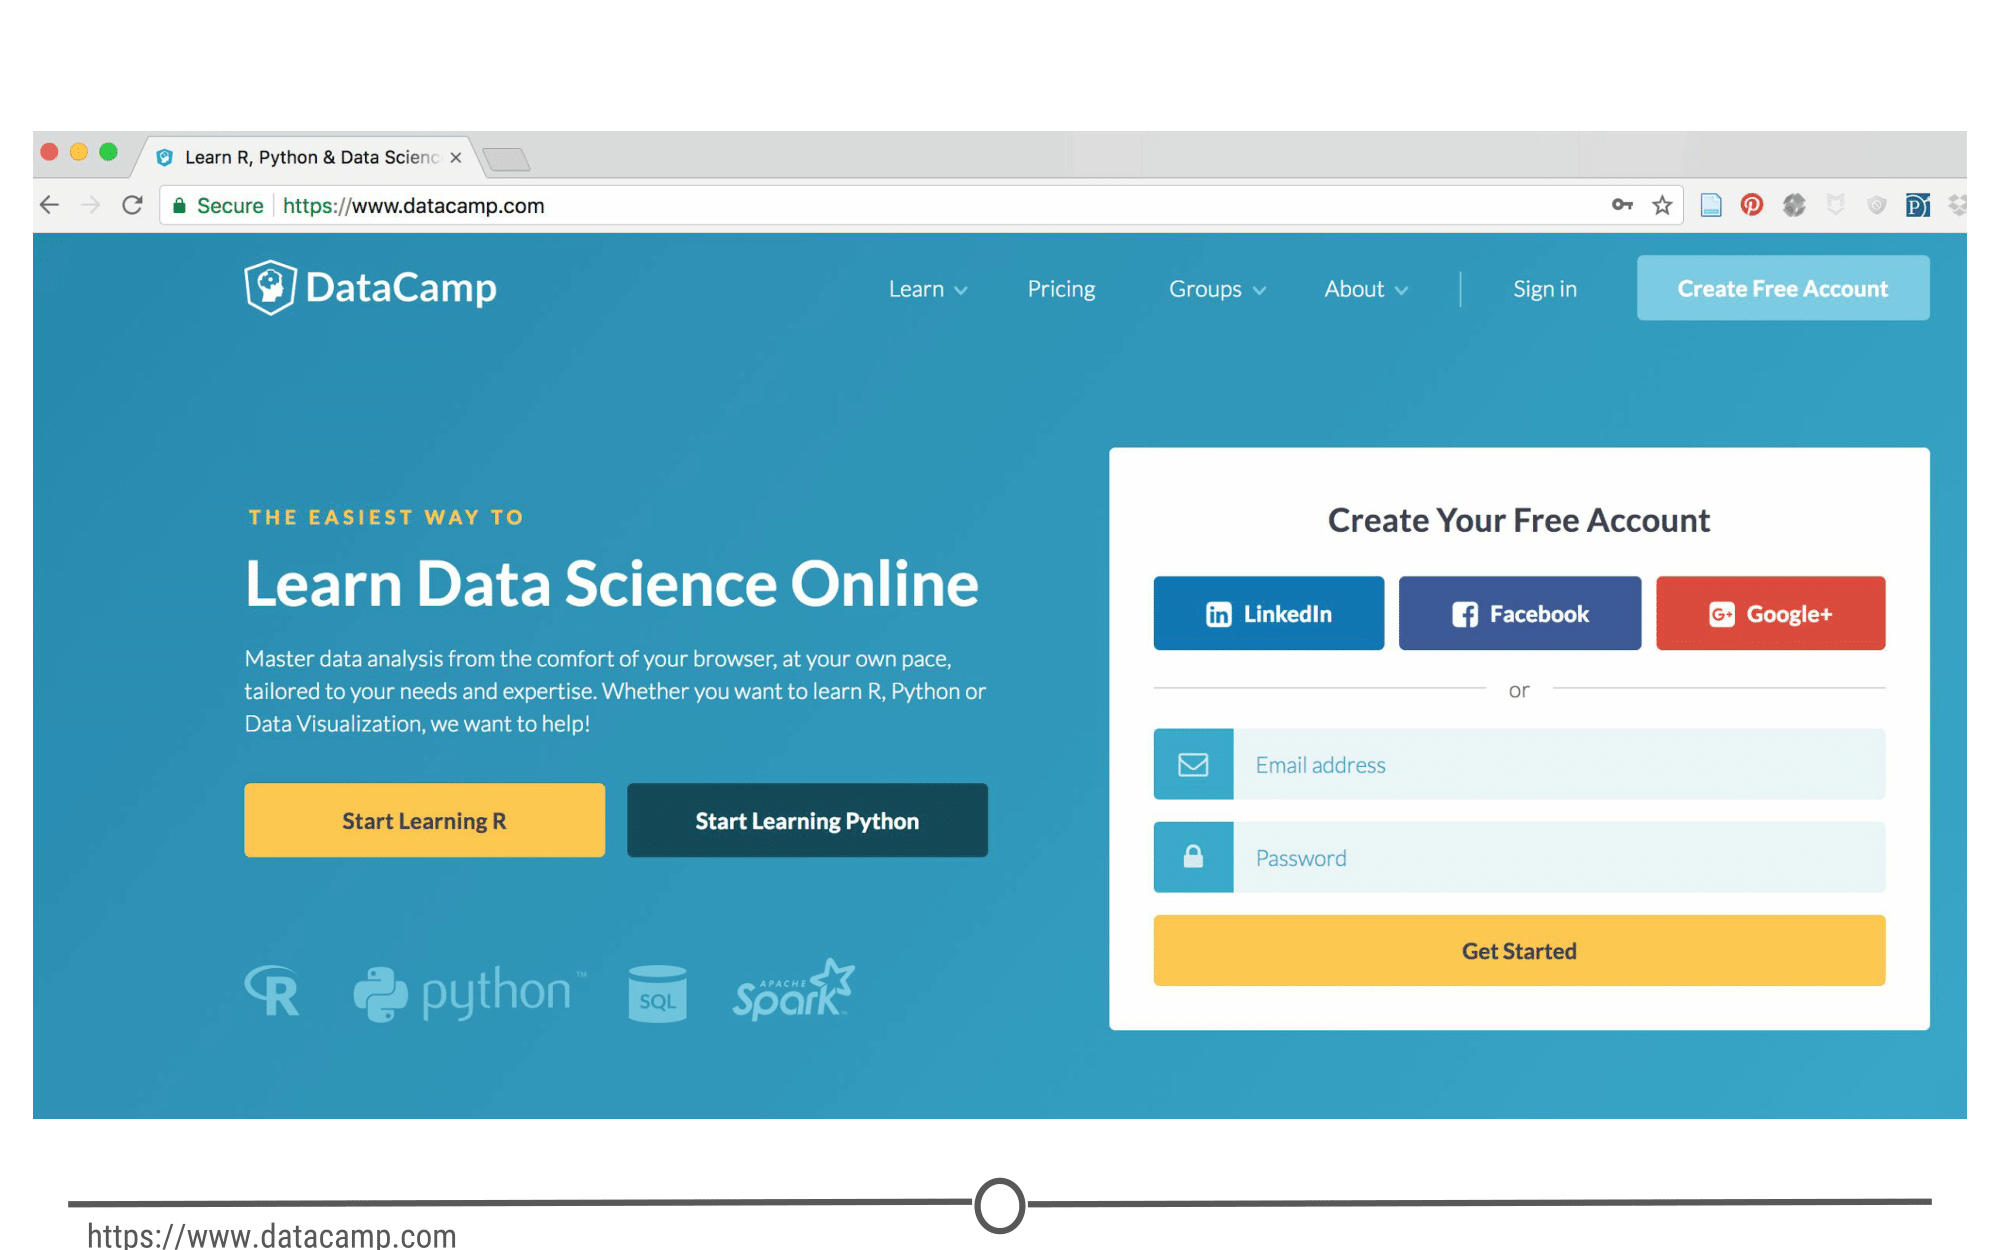 Learn R, Python & Data Scienc
Secure https://www.datacamp.com
DataCamp
Learn Pricing Groups About Sign in Create Free Account
THE EASIEST WAY TO
Learn Data Science Online
Master data analysis from the comfort of your browser, at your own pace,
tailored to your needs and expertise. Whether you want to learn R, Python or
Data Visualization, we want to help!
Start Learning R Start Learning Python
R python™ SQL APACHE Spark™
Create Your Free Account
LinkedIn Facebook G+ Google+
or
Email address
Password
Get Started
https://www.datacamp.com